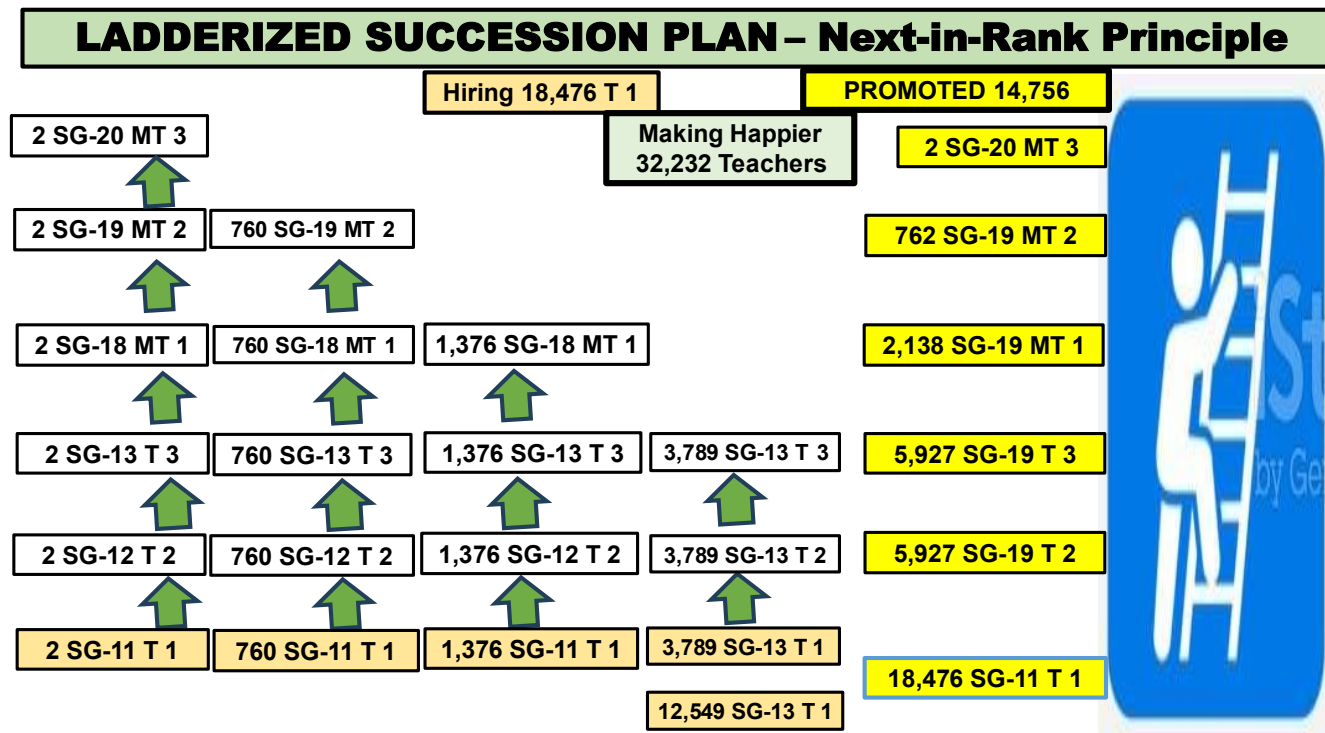 LADDERIZED SUCCESSION PLAN – Next-in-Rank Principle
Hiring 18,476 T 1
PROMOTED 14,756
Making Happier
32,232 Teachers
2 SG-20 MT 3
2 SG-20 MT 3
2 SG-19 MT 2
760 SG-19 MT 2
762 SG-19 MT 2
2 SG-18 MT 1
760 SG-18 MT 1
1,376 SG-18 MT 1
2,138 SG-19 MT 1
2 SG-13 T 3
760 SG-13 T 3
1,376 SG-13 T 3
3,789 SG-13 T 3
5,927 SG-19 T 3
2 SG-12 T 2
760 SG-12 T 2
1,376 SG-12 T 2
3,789 SG-13 T 2
5,927 SG-19 T 2
2 SG-11 T 1
760 SG-11 T 1
1,376 SG-11 T 1
3,789 SG-13 T 1
18,476 SG-11 T 1
12,549 SG-13 T 1
by Ge